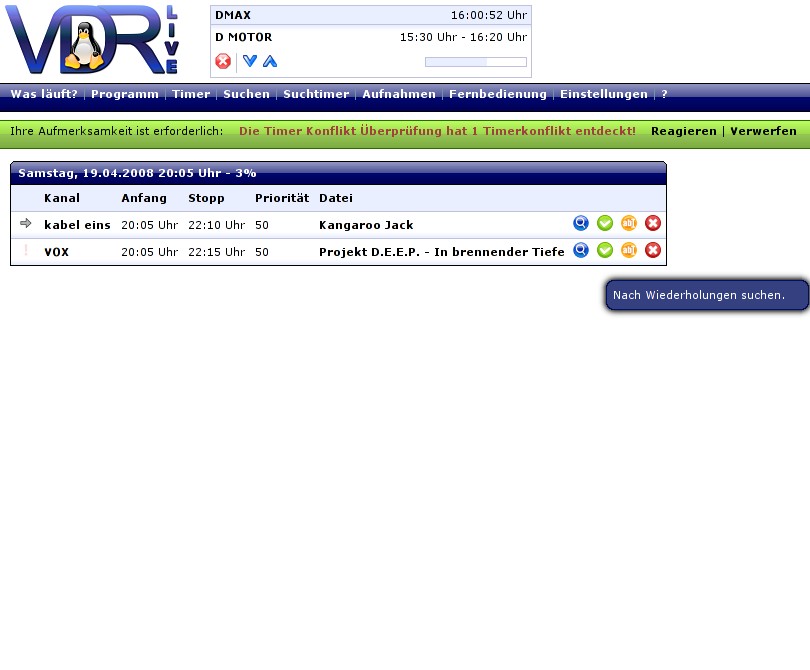 VDR LIVE
DMAX 16:00:52 Uhr
D MOTOR 15:30 Uhr - 16:20 Uhr
Was läuft? | Programm | Timer | Suchen | Suchtimer | Aufnahmen | Fernbedienung | Einstellungen | ?
Ihre Aufmerksamkeit ist erforderlich: Die Timer Konflikt Überprüfung hat 1 Timerkonflikt entdeckt! Reagieren | Verwerfen
Samstag, 19.04.2008 20:05 Uhr - 3%
Kanal Anfang Stopp Priorität Datei
kabel eins 20:05 Uhr 22:10 Uhr 50 Kangaroo Jack
! VOX 20:05 Uhr 22:15 Uhr 50 Projekt D.E.E.P. - In brennender Tiefe
Nach Wiederholungen suchen.